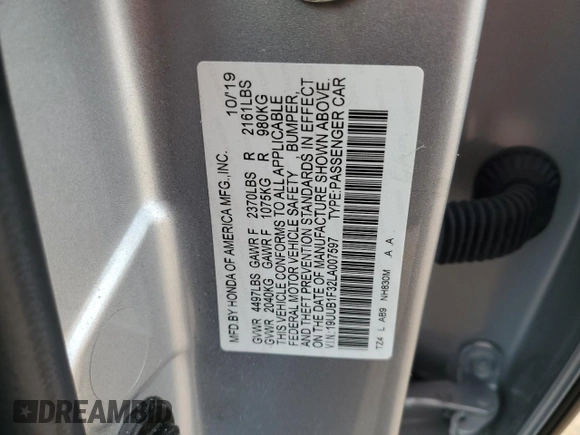 MFD.BY HONDA OF AMERICA MFG.,INC. 10/'19
GVWR 4497LBS GAWR F 2370LBS R 2161LBS
GVWR 2040KG GAWR F 1075KG R 980KG
THIS VEHICLE CONFORMS TO ALL APPLICABLE
FEDERAL MOTOR VEHICLE SAFETY , BUMPER,
AND THEFT PREVENTION STANDARDS IN EFFECT
ON THE DATE OF MANUFACTURE SHOWN ABOVE.
V.I.N.:19UUB1F32LA007597 TYPE:PASSENGER CAR
TZ4 L AB9 NH830M A .A
DREAMBID